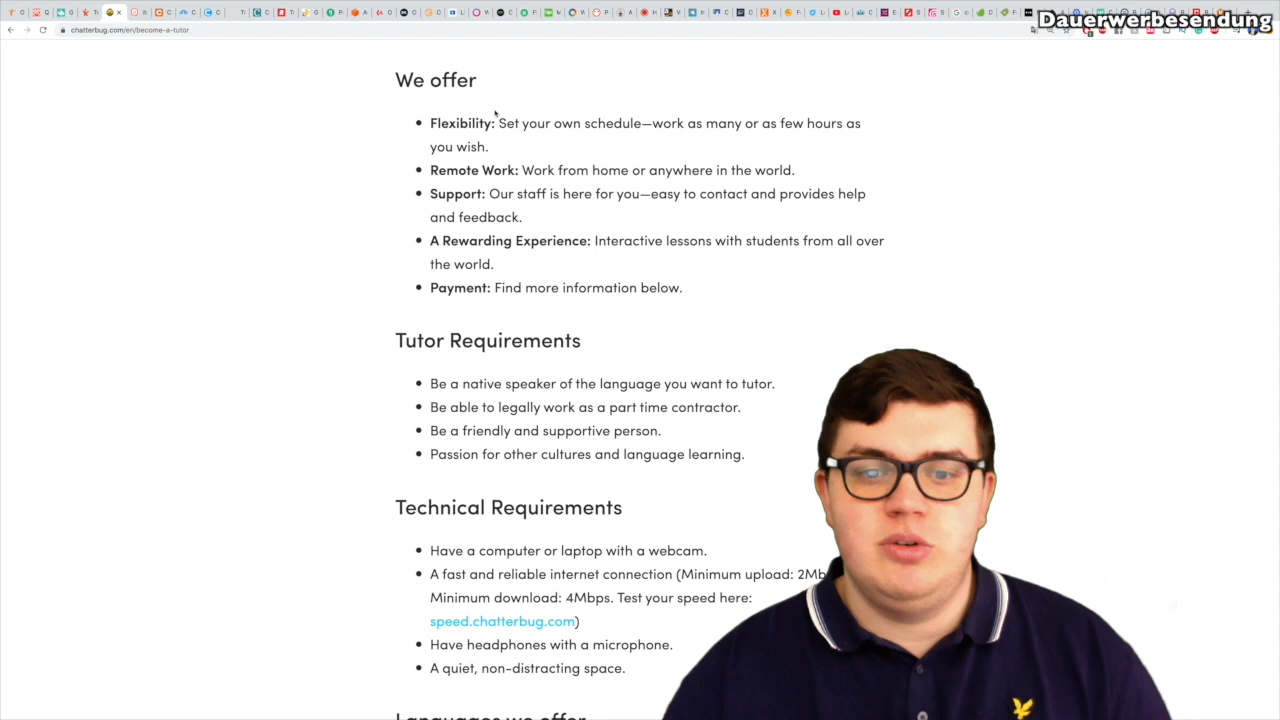 Dauerwerbesendung
chatterbug.com/en/become-a-tutor
We offer
Flexibility: Set your own schedule—work as many or as few hours as
you wish.
Remote Work: Work from home or anywhere in the world.
Support: Our staff is here for you—easy to contact and provides help
and feedback.
A Rewarding Experience: Interactive lessons with students from all over
the world.
Payment: Find more information below.
Tutor Requirements
Be a native speaker of the language you want to tutor.
Be able to legally work as a part time contractor.
Be a friendly and supportive person.
Passion for other cultures and language learning.
Technical Requirements
Have a computer or laptop with a webcam.
A fast and reliable internet connection (Minimum upload: 2Mb
Minimum download: 4Mbps. Test your speed here:
speed.chatterbug.com)
Have headphones with a microphone.
A quiet, non-distracting space.
Languages we offer